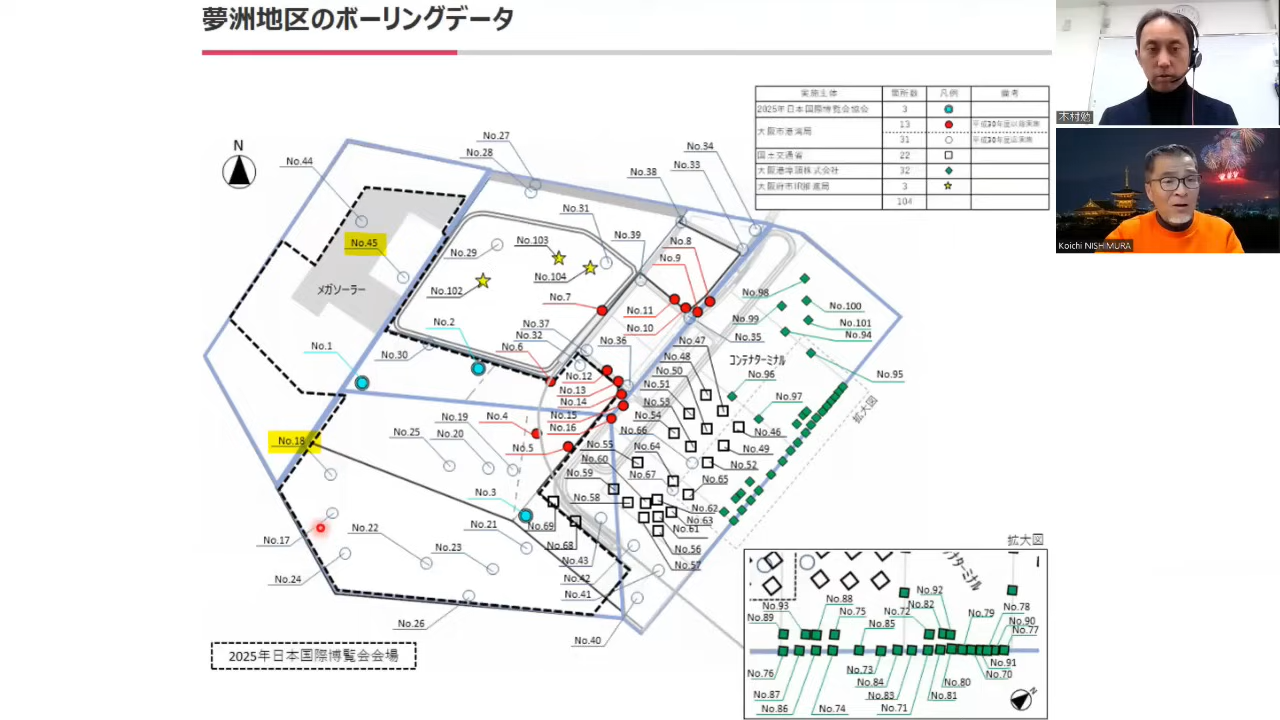 夢洲地区のボーリングデータ
木村勉
Koichi NISHIMURA
実施主体 箇所数 凡例 備考
2025年日本国際博覧会協会 3
大阪市港湾局 13 平成30年度以降実施
31
国土交通省 22
大阪港埠頭株式会社 32
大阪府市IR推進局 3
104
N
No.27
No.28
No.44
No.34
No.33
No.38
No.31
No.45
No.29
No.103
No.39
No.8
No.9
No.104
No.102
No.98
メガソーラー
No.7
No.11
No.100
No.2
No.37
No.10
No.99
No.101
No.32
No.36
No.35
No.94
No.1
No.6
No.47
No.30
No.48
コンテナターミナル
No.12
No.50
No.96
No.95
No.13
No.51
No.14
No.53
No.97
No.19
No.4
No.15
No.54
拡大図
No.25
No.20
No.16
No.66
No.46
No.18
No.5
No.55
No.64
No.49
No.60
No.52
No.59
No.67
No.65
No.3
No.58
No.62
No.21
No.69
No.63
No.22
No.61
No.17
No.68
No.23
No.56
No.43
No.57
No.24
No.42
No.41
No.26
No.40
2025年日本国際博覧会会場
拡大図
No.92
No.88
No.82
No.93
No.75
No.72
No.79
No.78
No.89
No.85
No.90
No.77
No.76
No.73
No.91
No.84
No.80
No.70
No.87
No.83
No.81
No.86
No.74
No.71
N